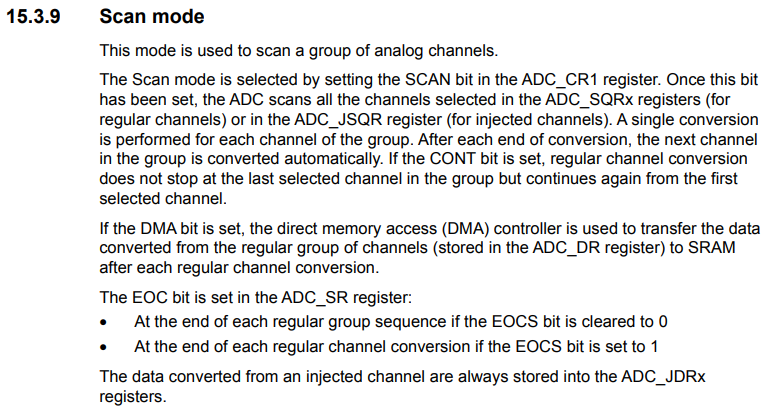 15.3.9 Scan mode
This mode is used to scan a group of analog channels.
The Scan mode is selected by setting the SCAN bit in the ADC_CR1 register. Once this bit
has been set, the ADC scans all the channels selected in the ADC_SQRx registers (for
regular channels) or in the ADC_JSQR register (for injected channels). A single conversion
is performed for each channel of the group. After each end of conversion, the next channel
in the group is converted automatically. If the CONT bit is set, regular channel conversion
does not stop at the last selected channel in the group but continues again from the first
selected channel.
If the DMA bit is set, the direct memory access (DMA) controller is used to transfer the data
converted from the regular group of channels (stored in the ADC_DR register) to SRAM
after each regular channel conversion.
The EOC bit is set in the ADC_SR register:
• At the end of each regular group sequence if the EOCS bit is cleared to 0
• At the end of each regular channel conversion if the EOCS bit is set to 1
The data converted from an injected channel are always stored into the ADC_JDRx
registers.